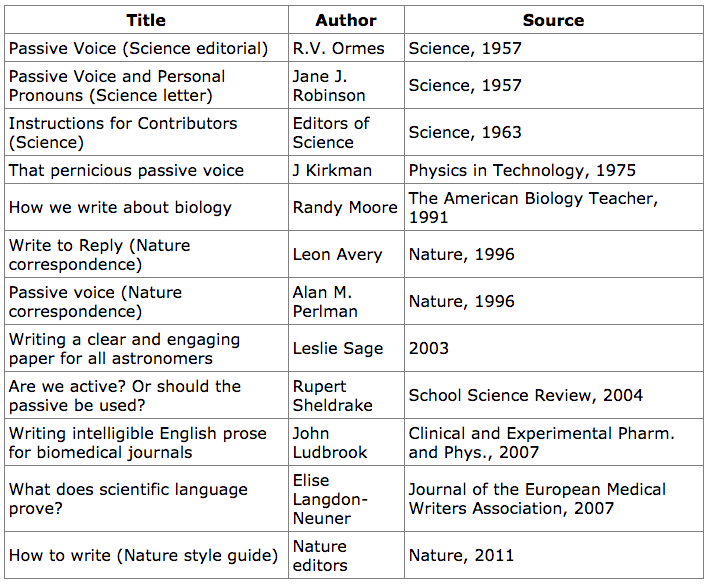 Title Author Source
Passive Voice (Science editorial) R.V. Ormes Science, 1957
Passive Voice and Personal
Pronouns (Science letter)
Jane J.
Robinson
Science, 1957
Instructions for Contributors
(Science)
Editors of
Science
Science, 1963
That pernicious passive voice J Kirkman Physics in Technology, 1975
How we write about biology Randy Moore The American Biology Teacher,
1991
Write to Reply (Nature
correspondence)
Leon Avery Nature, 1996
Passive voice (Nature
correspondence)
Alan M.
Perlman
Nature, 1996
Writing a clear and engaging
paper for all astronomers
Leslie Sage 2003
Are we active? Or should the
passive be used?
Rupert
Sheldrake
School Science Review, 2004
Writing intelligible English prose
for biomedical journals
John
Ludbrook
Clinical and Experimental Pharm.
and Phys., 2007
What does scientific language
prove?
Elise
Langdon-
Neuner
Journal of the European Medical
Writers Association, 2007
How to write (Nature style guide) Nature
editors
Nature, 2011